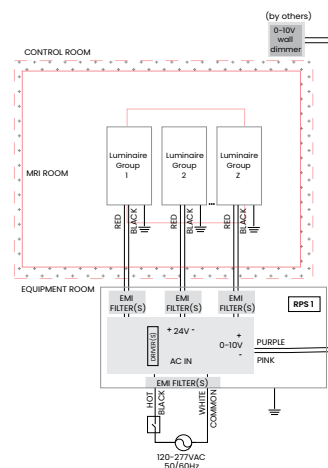 (by others)
0-10V
wall
dimmer
CONTROL ROOM
MRI ROOM
Luminaire
Group
1
Luminaire
Group
2
...
Luminaire
Group
Z
RED
BLACK
RED
BLACK
RED
BLACK
EQUIPMENT ROOM
EMI
FILTER(S)
EMI
FILTER(S)
EMI
FILTER(S)
RPS 1
DRIVER(S)
+ 24V -
AC IN
+
0-10V
-
PURPLE
PINK
EMI FILTER(S)
HOT
BLACK
WHITE
COMMON
120-277VAC
50/60Hz